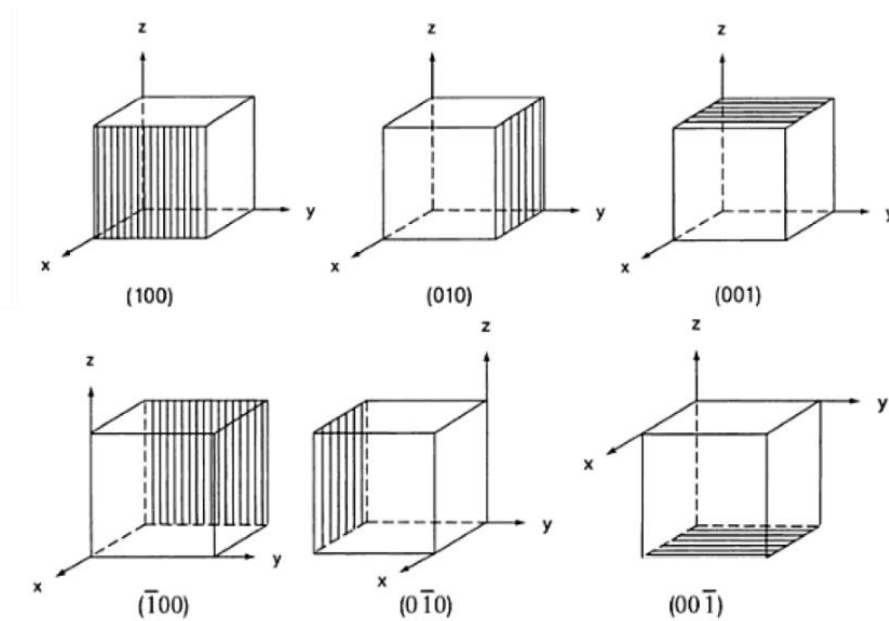 z z z
y y y
x x x
(100) (010) (001)
z z z
y y y
x x x
(1̅00) (01̅0) (001̅)